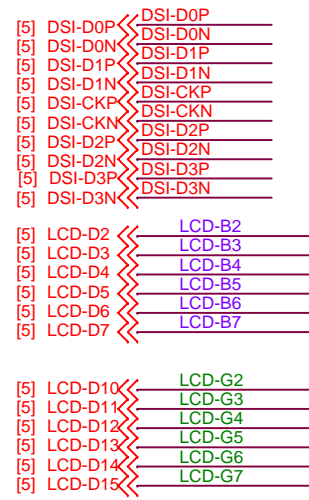 [5] DSI-D0P DSI-D0P
[5] DSI-D0N DSI-D0N
[5] DSI-D1P DSI-D1P
[5] DSI-D1N DSI-D1N
[5] DSI-CKP DSI-CKP
[5] DSI-CKN DSI-CKN
[5] DSI-D2P DSI-D2P
[5] DSI-D2N DSI-D2N
[5] DSI-D3P DSI-D3P
[5] DSI-D3N DSI-D3N
[5] LCD-D2 LCD-B2
[5] LCD-D3 LCD-B3
[5] LCD-D4 LCD-B4
[5] LCD-D5 LCD-B5
[5] LCD-D6 LCD-B6
[5] LCD-D7 LCD-B7
[5] LCD-D10 LCD-G2
[5] LCD-D11 LCD-G3
[5] LCD-D12 LCD-G4
[5] LCD-D13 LCD-G5
[5] LCD-D14 LCD-G6
[5] LCD-D15 LCD-G7